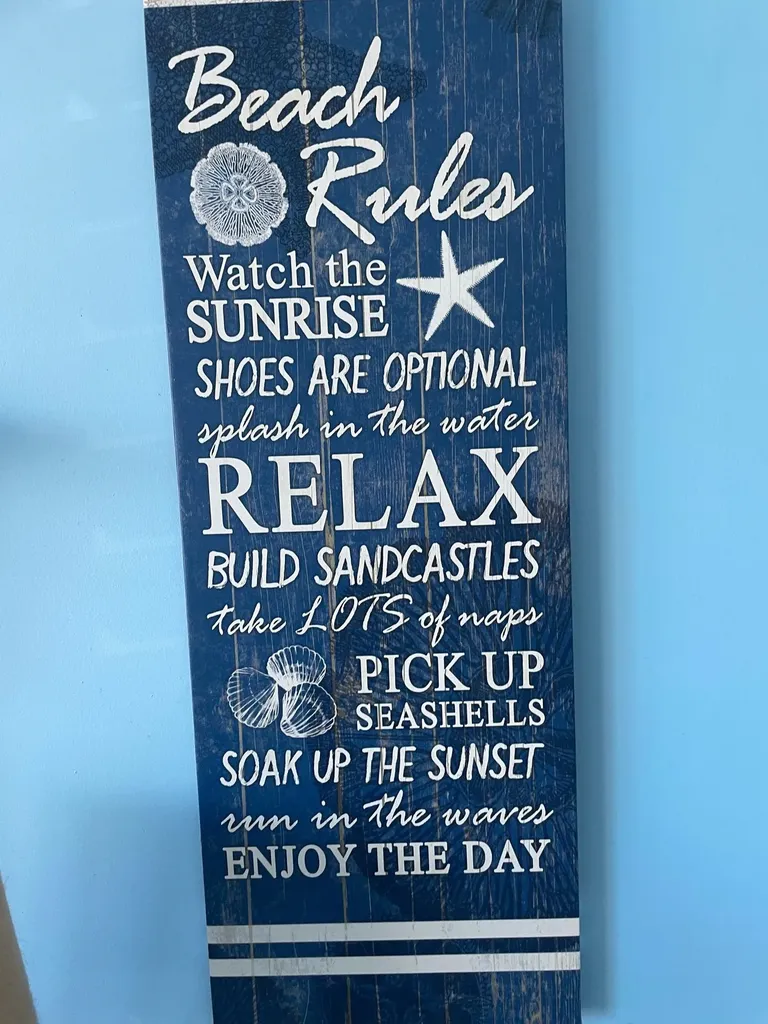 Beach
Rules
Watch the
SUNRISE
SHOES ARE OPTIONAL
splash in the water
RELAX
BUILD SANDCASTLES
take LOTS of naps
PICK UP
SEASHELLS
SOAK UP THE SUNSET
run in the waves
ENJOY THE DAY